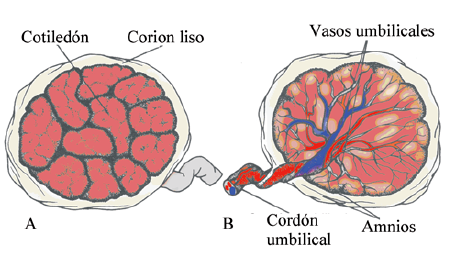 Cotiledón
Corion liso
Vasos umbilicales
A
B
Cordón
umbilical
Amnios